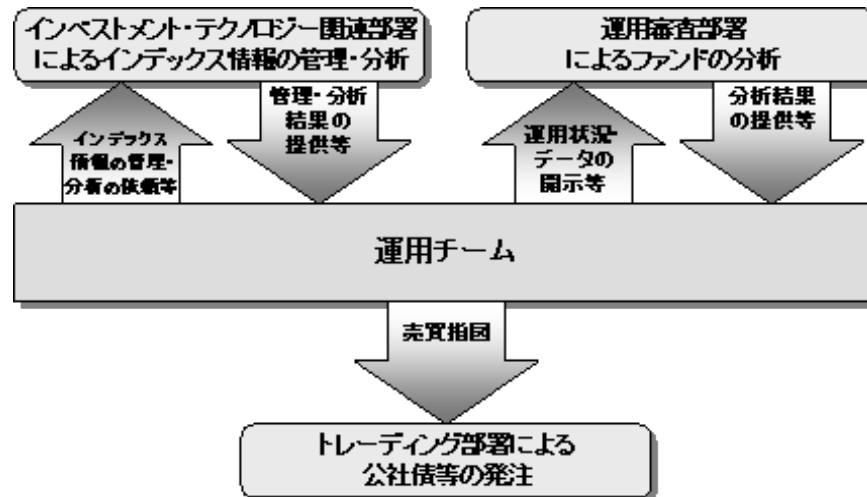 インベストメント・テクノロジー関連部署
によるインデックス情報の管理・分析
運用審査部署
によるファンドの分析
インデックス
情報の管理・
分析の依頼等
管理・分析
結果の
提供等
運用状況・
データの
開示等
分析結果
の提供等
運用チーム
売買指図
トレーディング部署による
公社債等の発注